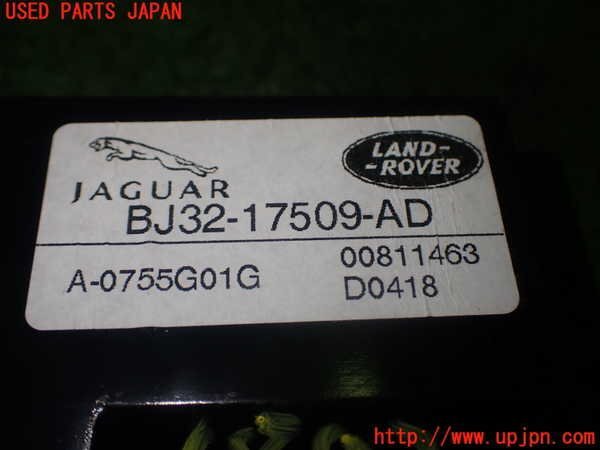 USED PARTS JAPAN
JAGUAR
LAND-
-ROVER
BJ32-17509-AD
A-0755G01G
00811463
D0418
http://www.upjpn.com/